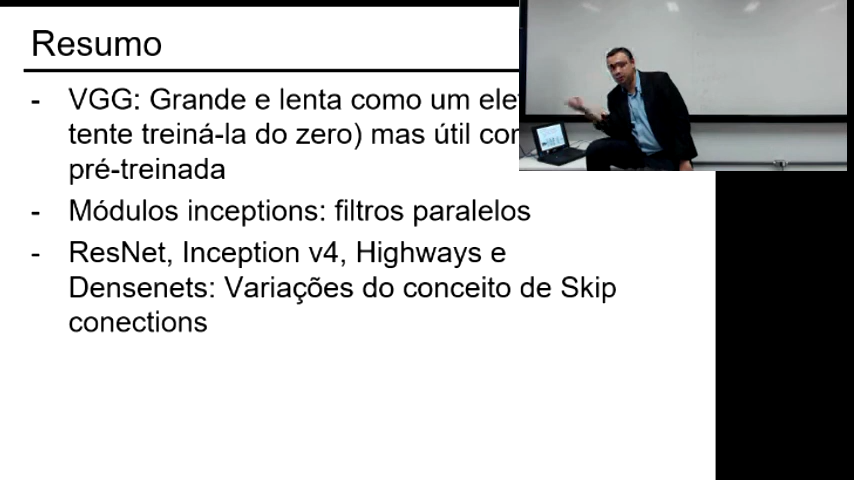 Resumo
- VGG: Grande e lenta como um
tente treiná-la do zero) mas útil
pré-treinada
- Módulos inceptions: filtros paralelos
- ResNet, Inception v4, Highways e
Densenets: Variações do conceito de Skip
conections